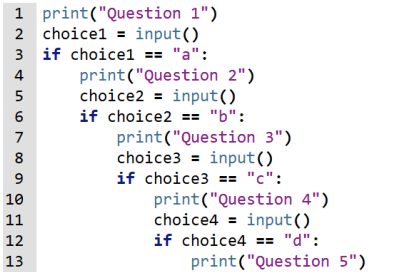 1 print("Question 1")
2 choice1 = input()
3 if choice1 == "a":
4     print("Question 2")
5     choice2 = input()
6     if choice2 == "b":
7         print("Question 3")
8         choice3 = input()
9         if choice3 == "c":
10             print("Question 4")
11             choice4 = input()
12             if choice4 == "d":
13                 print("Question 5")